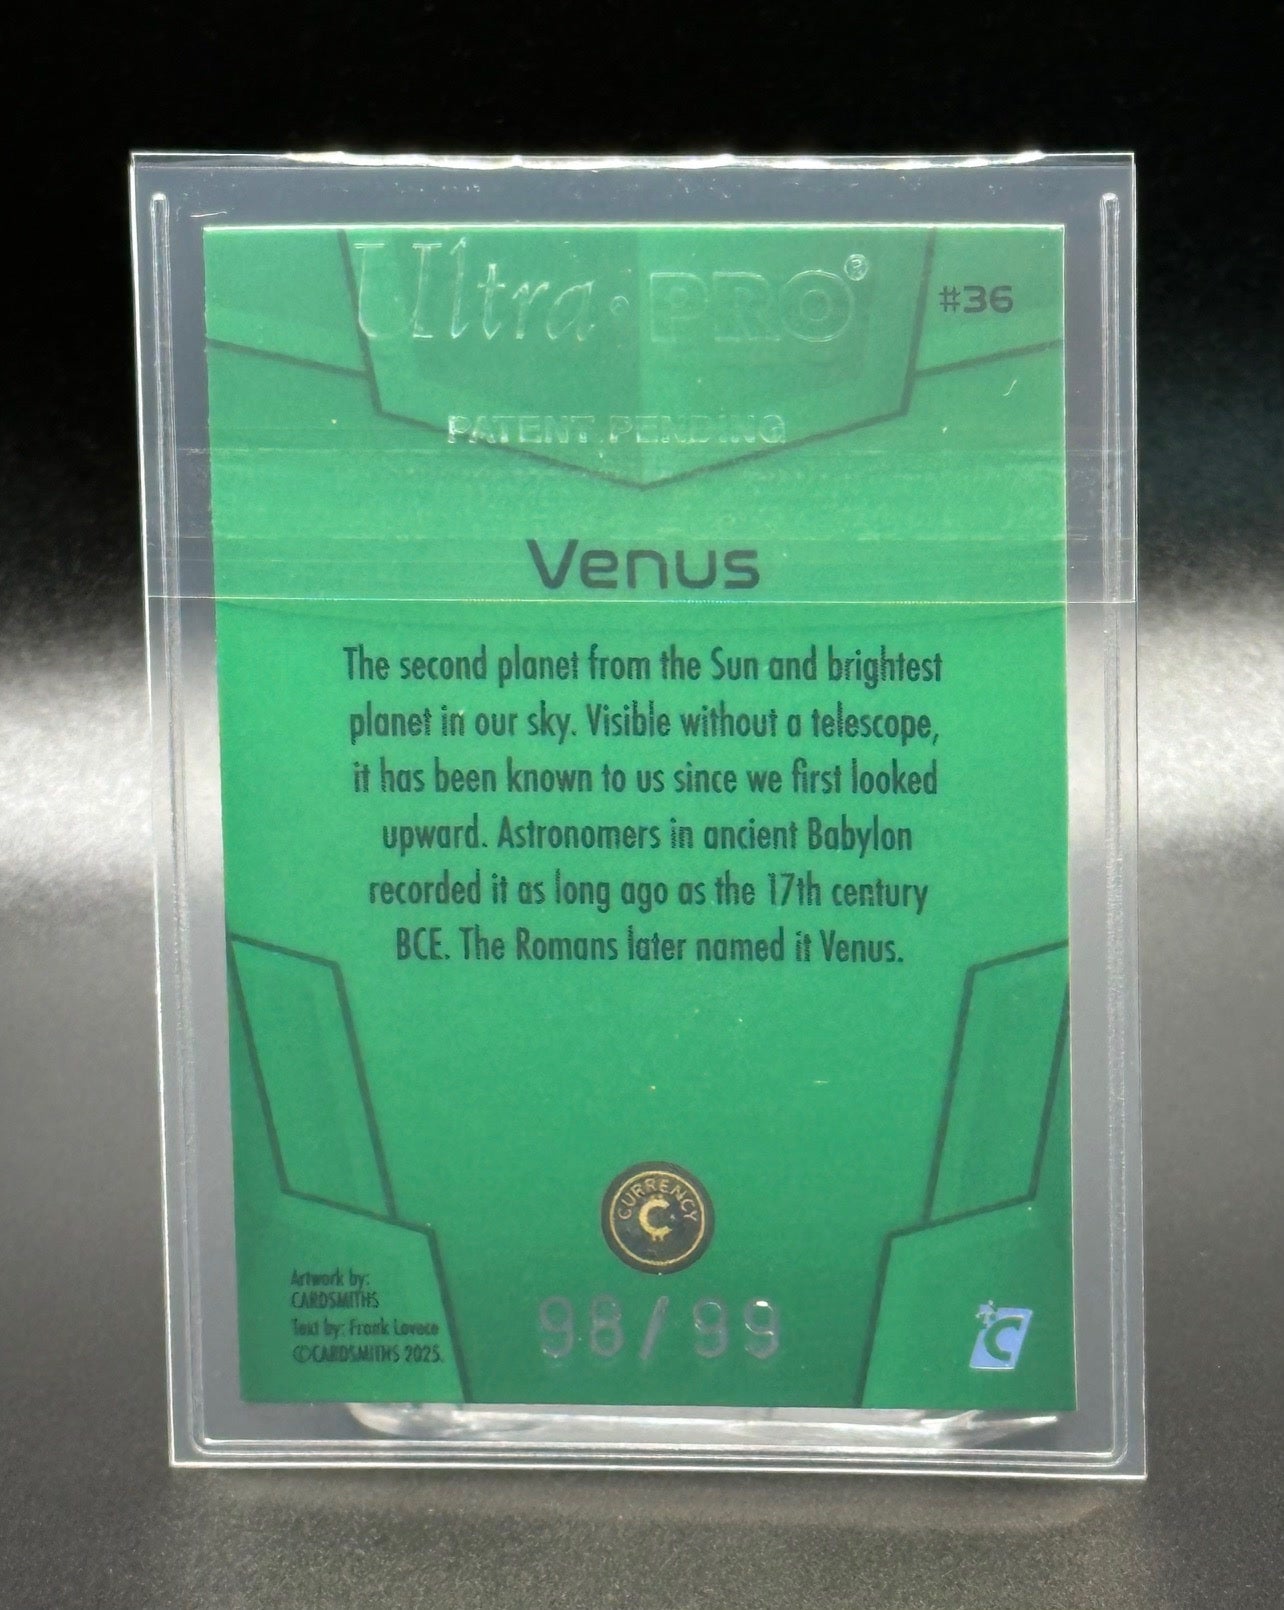 Ultra·PRO®
#36
PATENT PENDING
Venus
The second planet from the Sun and brightest
planet in our sky. Visible without a telescope,
it has been known to us since we first looked
upward. Astronomers in ancient Babylon
recorded it as long ago as the 17th century
BCE. The Romans later named it Venus.
CURRENCY
C
Artwork by:
CARDSMITHS
Text by: Frank Lovece
©CARDSMITHS 2025.
98/99
C